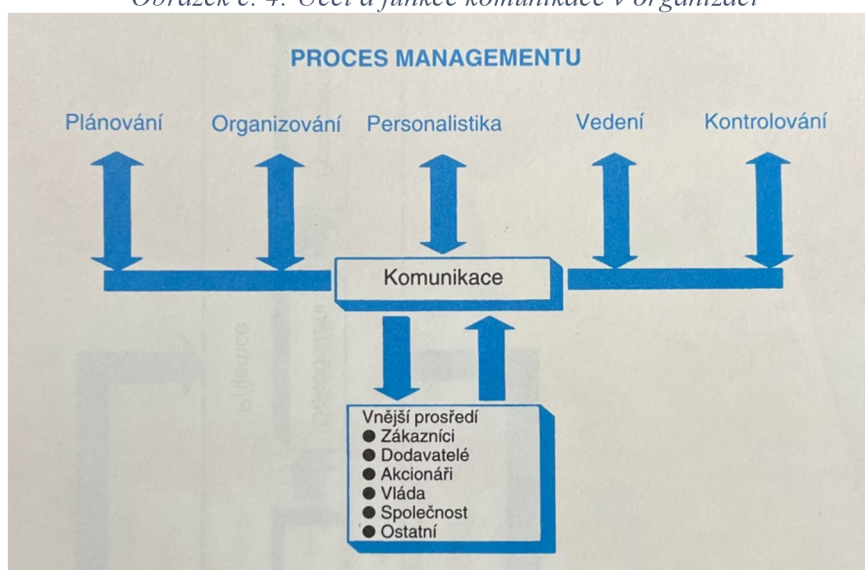 Obrázek č. 4: Účel a funkce komunikace v organizaci
PROCES MANAGEMENTU
Plánování Organizování Personalistika Vedení Kontrolování
Komunikace
Vnější prosředí
● Zákazníci
● Dodavatelé
● Akcionáři
● Vláda
● Společnost
● Ostatní